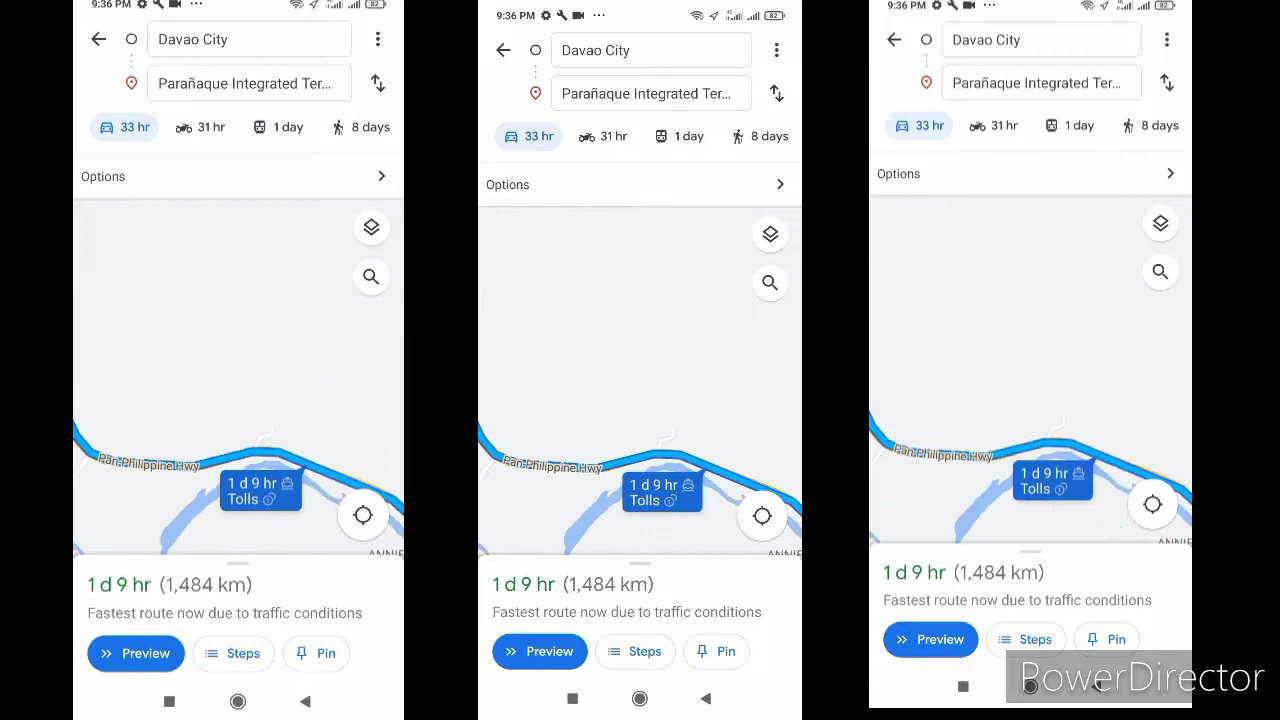 9:36 PM ... 82
Davao City
Parañaque Integrated Ter...
33 hr 31 hr 1 day 8 days
Options
Pan-Philippine Hwy
1 d 9 hr
Tolls
1 d 9 hr (1,484 km)
Fastest route now due to traffic conditions
Preview Steps Pin
9:36 PM ... 4G 82
Davao City
Parañaque Integrated Ter...
33 hr 31 hr 1 day 8 days
Options
Pan-Philippine Hwy
1 d 9 hr
Tolls
1 d 9 hr (1,484 km)
Fastest route now due to traffic conditions
Preview Steps Pin
9:36 PM ... 82
Davao City
Parañaque Integrated Ter...
33 hr 31 hr 1 day 8 days
Options
Pan-Philippine Hwy
1 d 9 hr
Tolls
1 d 9 hr (1,484 km)
Fastest route now due to traffic conditions
Preview Steps Pin
PowerDirector